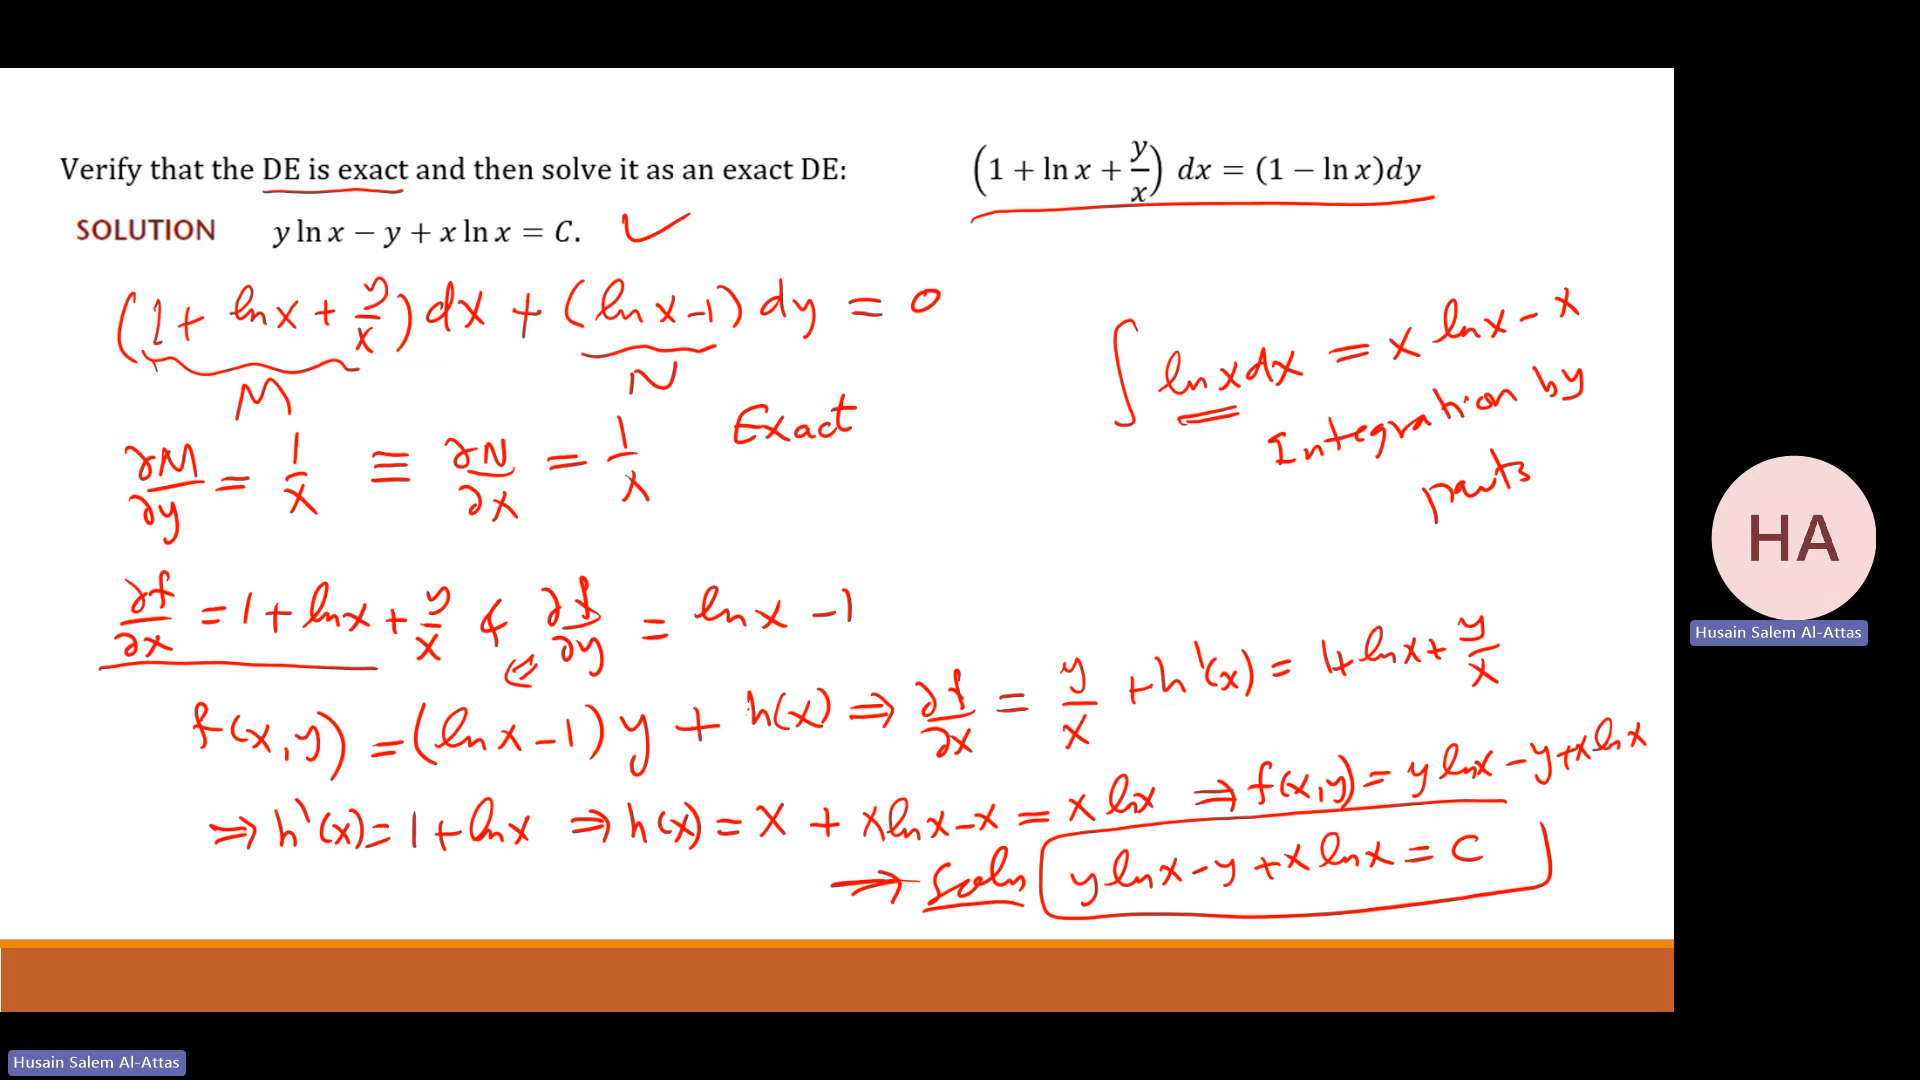 Verify that the DE is exact and then solve it as an exact DE: (1 + ln x + y/x) dx = (1 − ln x)dy
SOLUTION y ln x − y + x ln x = C. ✓
(1 + ln x + y/x) dx + (ln x − 1) dy = 0
M N
∫ ln x dx = x ln x − x
Integration by
parts
∂M/∂y = 1/x ≡ ∂N/∂x = 1/x Exact
∂f/∂x = 1 + ln x + y/x & ∂f/∂y = ln x − 1
⇐
f(x,y) = (ln x − 1) y + h(x) ⇒ ∂f/∂x = y/x + h'(x) = 1 + ln x + y/x
⇒ h'(x) = 1 + ln x ⇒ h(x) = x + x ln x − x = x ln x ⇒ f(x,y) = y ln x − y + x ln x
→ Soln y ln x − y + x ln x = C
HA
Husain Salem Al-Attas
Husain Salem Al-Attas